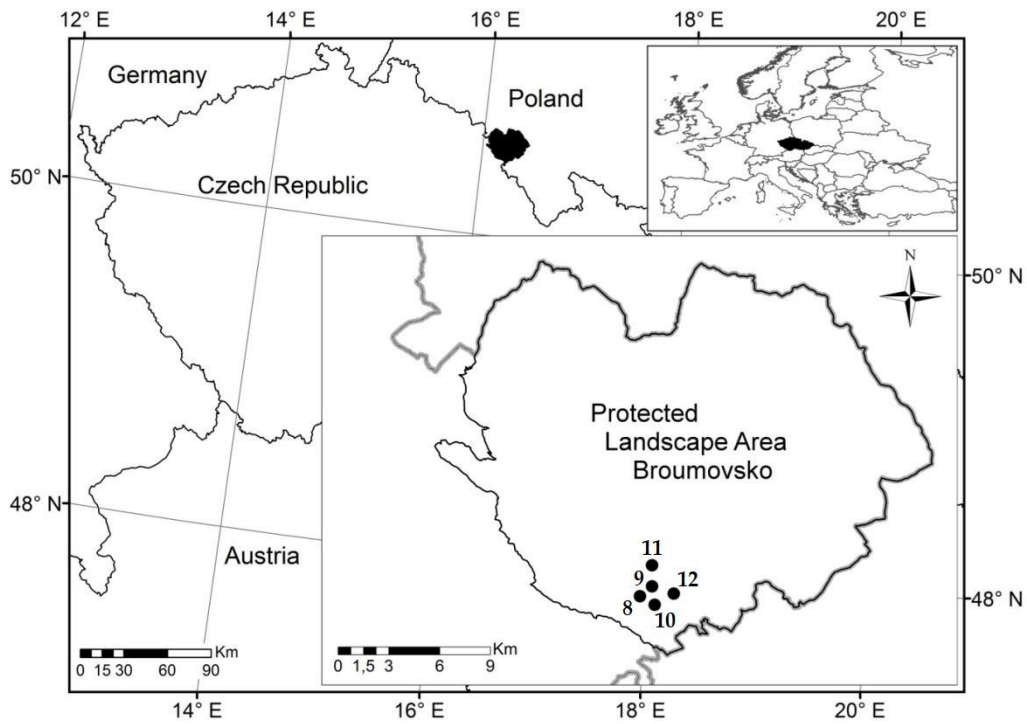 12° E
14° E
16° E
18° E
20° E
Germany
Poland
50° N
Czech Republic
50° N
N
Protected
Landscape Area
Broumovsko
48° N
Austria
11
9
12
8
10
48° N
Km
0 15 30 60 90
Km
0 1,5 3 6 9
14° E
16° E
18° E
20° E